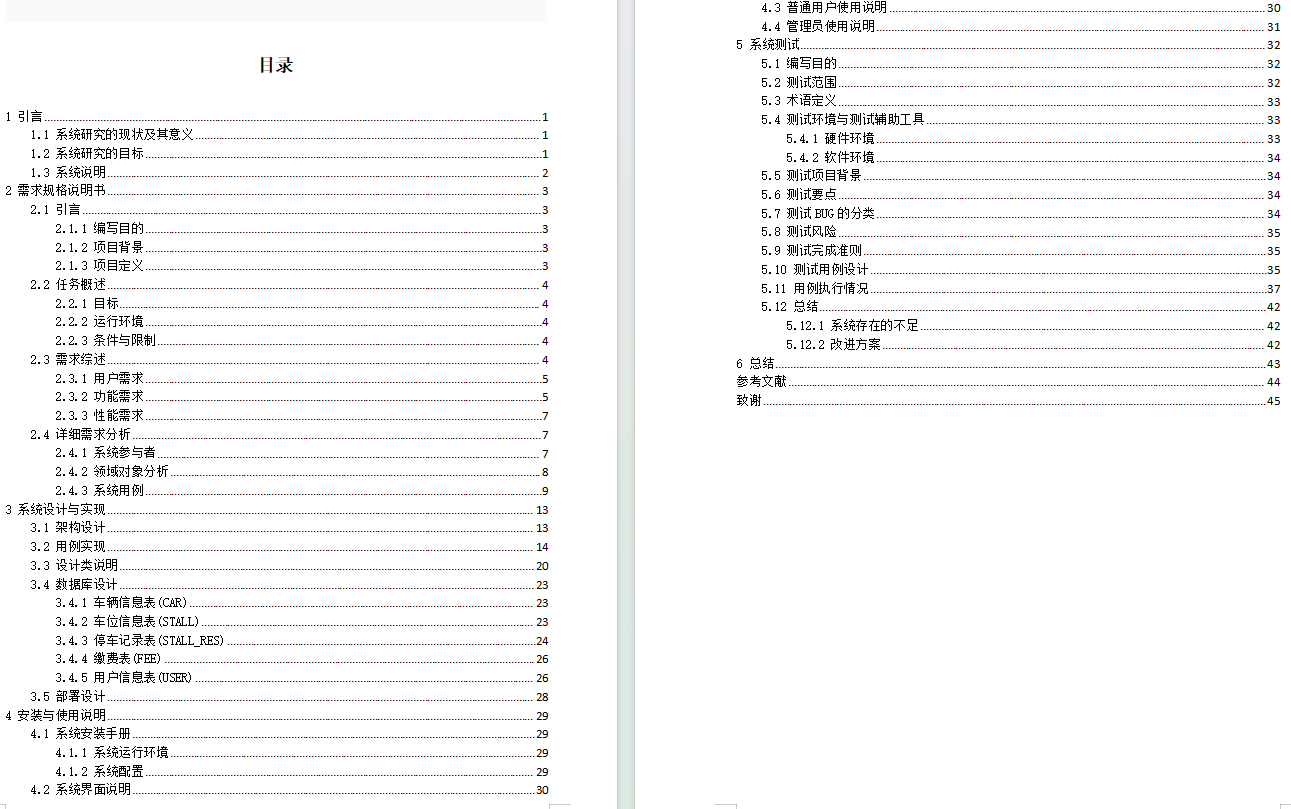 目录
1 引言 1
1.1 系统研究的现状及其意义 1
1.2 系统研究的目标 1
1.3 系统说明 2
2 需求规格说明书 3
2.1 引言 3
2.1.1 编写目的 3
2.1.2 项目背景 3
2.1.3 项目定义 3
2.2 任务概述 4
2.2.1 目标 4
2.2.2 运行环境 4
2.2.3 条件与限制 4
2.3 需求综述 4
2.3.1 用户需求 5
2.3.2 功能需求 5
2.3.3 性能需求 7
2.4 详细需求分析 7
2.4.1 系统参与者 7
2.4.2 领域对象分析 8
2.4.3 系统用例 9
3 系统设计与实现 13
3.1 架构设计 13
3.2 用例实现 14
3.3 设计类说明 20
3.4 数据库设计 23
3.4.1 车辆信息表(CAR) 23
3.4.2 车位信息表(STALL) 23
3.4.3 停车记录表(STALL_RES) 24
3.4.4 缴费表(FEE) 26
3.4.5 用户信息表(USER) 26
3.5 部署设计 28
4 安装与使用说明 29
4.1 系统安装手册 29
4.1.1 系统运行环境 29
4.1.2 系统配置 29
4.2 系统界面说明 30
4.3 普通用户使用说明 30
4.4 管理员使用说明 31
5 系统测试 32
5.1 编写目的 32
5.2 测试范围 32
5.3 术语定义 33
5.4 测试环境与测试辅助工具 33
5.4.1 硬件环境 33
5.4.2 软件环境 34
5.5 测试项目背景 34
5.6 测试要点 34
5.7 测试BUG的分类 34
5.8 测试风险 35
5.9 测试完成准则 35
5.10 测试用例设计 35
5.11 用例执行情况 37
5.12 总结 42
5.12.1 系统存在的不足 42
5.12.2 改进方案 42
6 总结 43
参考文献 44
致谢 45